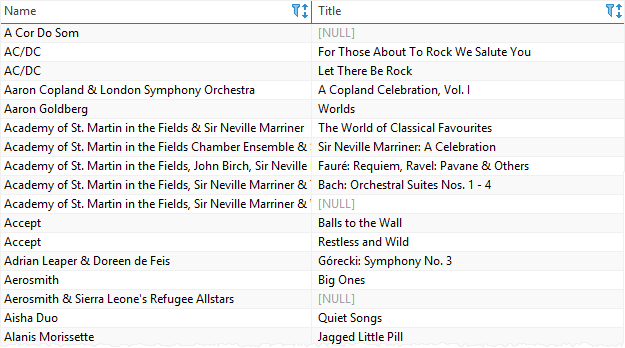 Name Title
A Cor Do Som [NULL]
AC/DC For Those About To Rock We Salute You
AC/DC Let There Be Rock
Aaron Copland & London Symphony Orchestra A Copland Celebration, Vol. I
Aaron Goldberg Worlds
Academy of St. Martin in the Fields & Sir Neville Marriner The World of Classical Favourites
Academy of St. Martin in the Fields Chamber Ensemble & Sir Neville Marriner: A Celebration
Academy of St. Martin in the Fields, John Birch, Sir Neville Fauré: Requiem, Ravel: Pavane & Others
Academy of St. Martin in the Fields, Sir Neville Marriner & Bach: Orchestral Suites Nos. 1 - 4
Academy of St. Martin in the Fields, Sir Neville Marriner & [NULL]
Accept Balls to the Wall
Accept Restless and Wild
Adrian Leaper & Doreen de Feis Górecki: Symphony No. 3
Aerosmith Big Ones
Aerosmith & Sierra Leone's Refugee Allstars [NULL]
Aisha Duo Quiet Songs
Alanis Morissette Jagged Little Pill